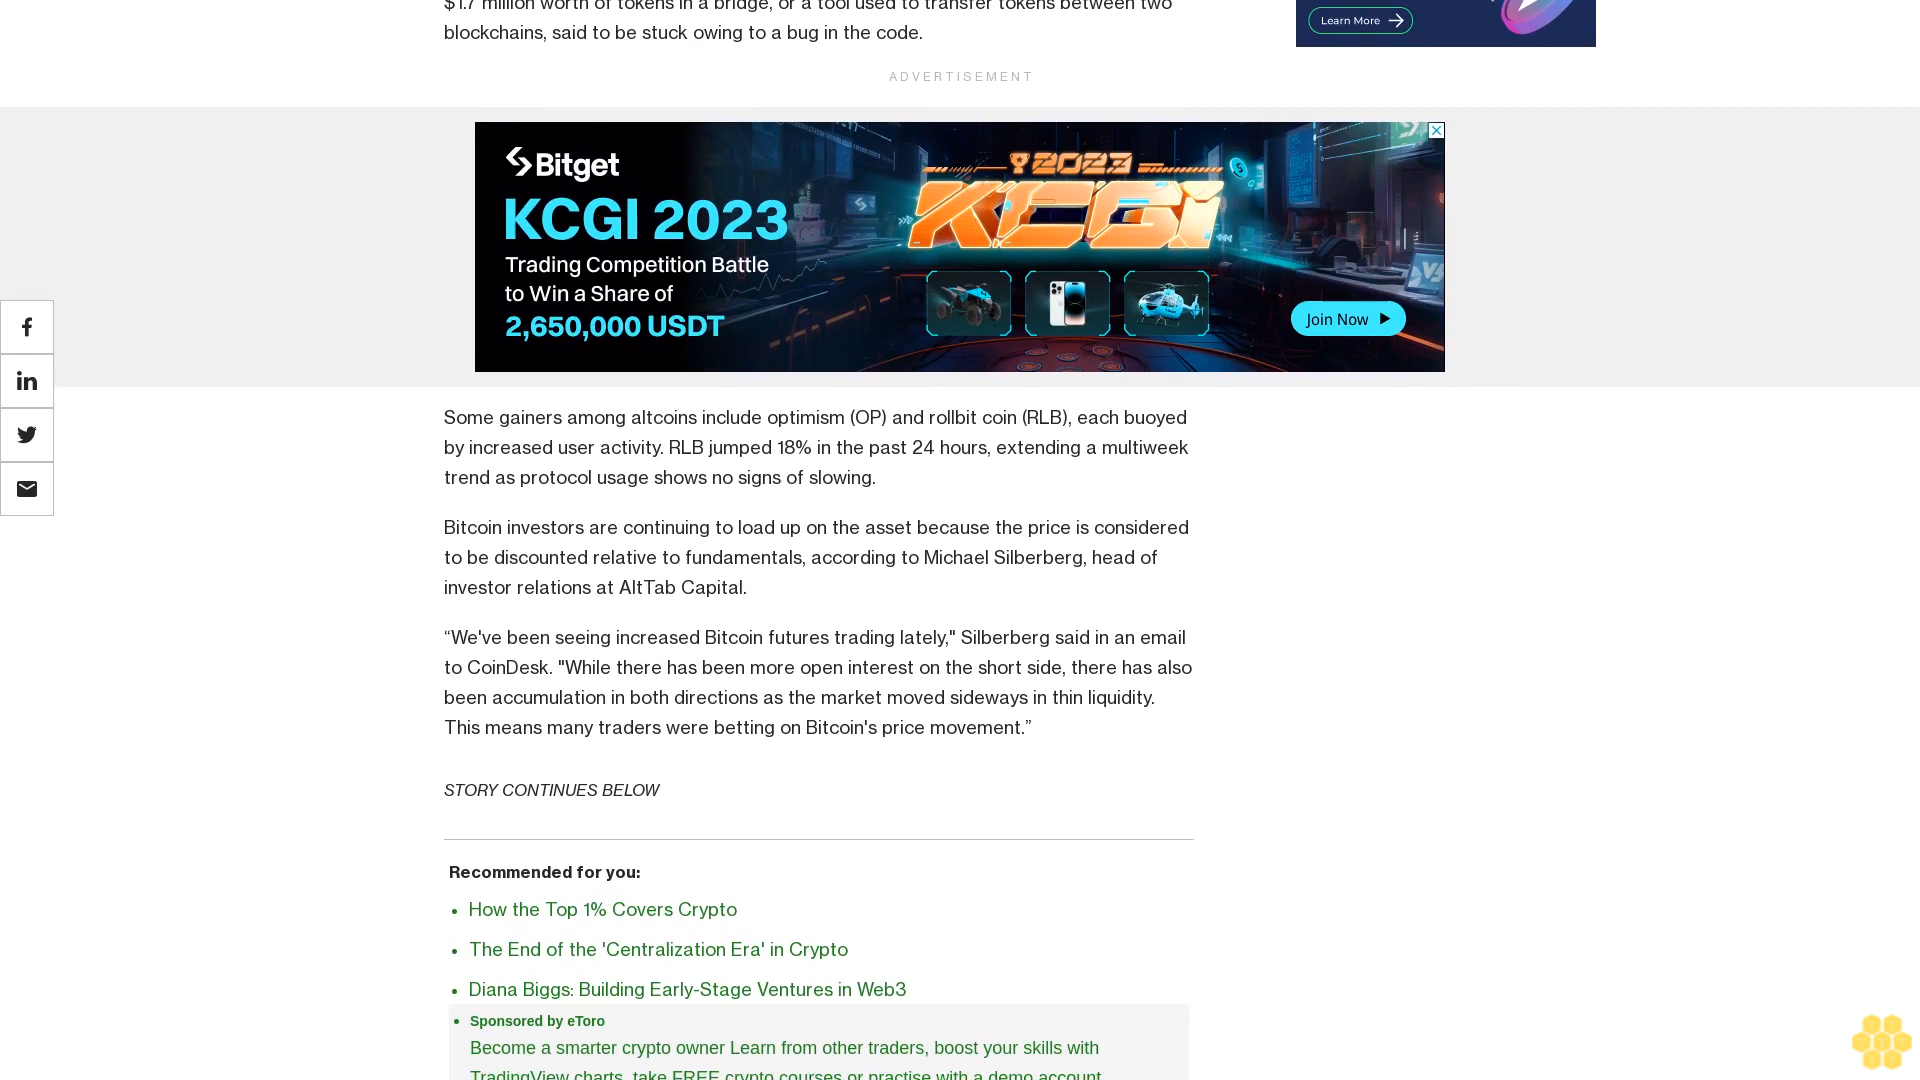 $1.7 million worth of tokens in a bridge, or a tool used to transfer tokens between two
blockchains, said to be stuck owing to a bug in the code.
Learn More
ADVERTISEMENT
Bitget
KCGI 2023
Trading Competition Battle
to Win a Share of
2,650,000 USDT
2023
KCGI
Join Now
Some gainers among altcoins include optimism (OP) and rollbit coin (RLB), each buoyed
by increased user activity. RLB jumped 18% in the past 24 hours, extending a multiweek
trend as protocol usage shows no signs of slowing.
Bitcoin investors are continuing to load up on the asset because the price is considered
to be discounted relative to fundamentals, according to Michael Silberberg, head of
investor relations at AltTab Capital.
“We've been seeing increased Bitcoin futures trading lately," Silberberg said in an email
to CoinDesk. "While there has been more open interest on the short side, there has also
been accumulation in both directions as the market moved sideways in thin liquidity.
This means many traders were betting on Bitcoin's price movement.”
STORY CONTINUES BELOW
Recommended for you:
• How the Top 1% Covers Crypto
• The End of the 'Centralization Era' in Crypto
• Diana Biggs: Building Early-Stage Ventures in Web3
• Sponsored by eToro
Become a smarter crypto owner Learn from other traders, boost your skills with
TradingView charts, take FREE crypto courses or practise with a demo account.